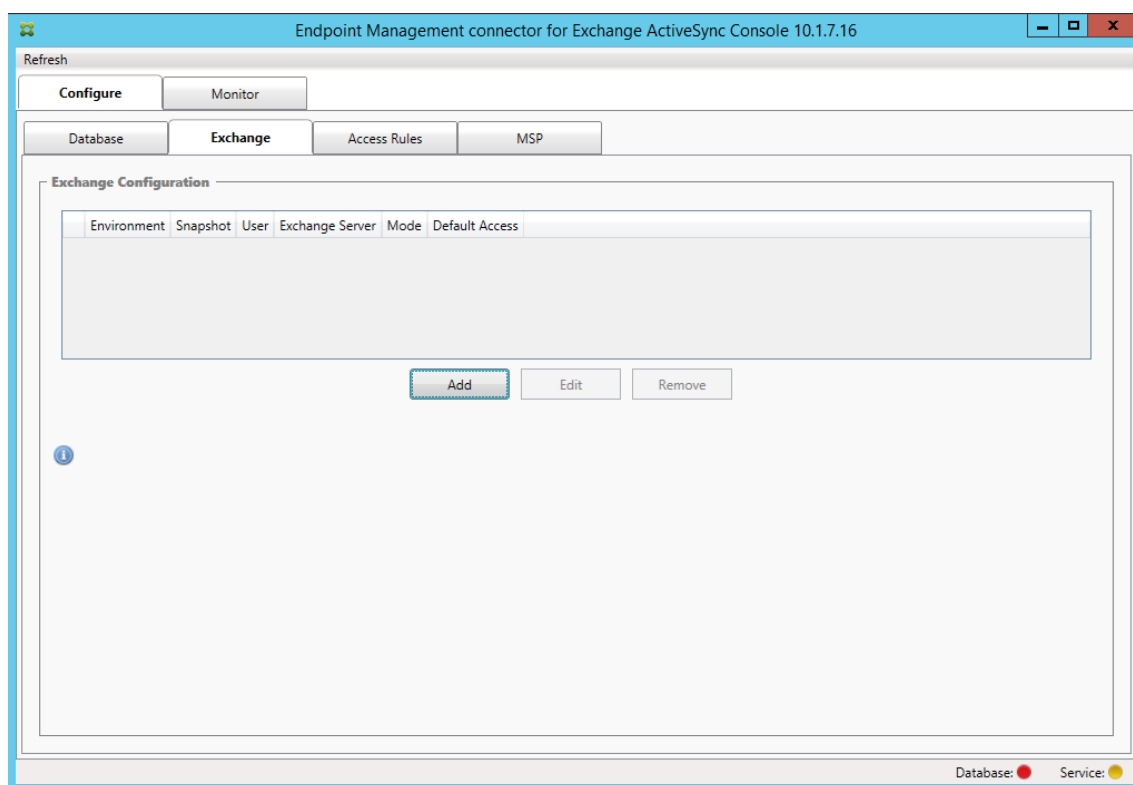 Endpoint Management connector for Exchange ActiveSync Console 10.1.7.16
Refresh
Configure Monitor
Database Exchange Access Rules MSP
Exchange Configuration
Environment Snapshot User Exchange Server Mode Default Access
Add Edit Remove
Database: Service: